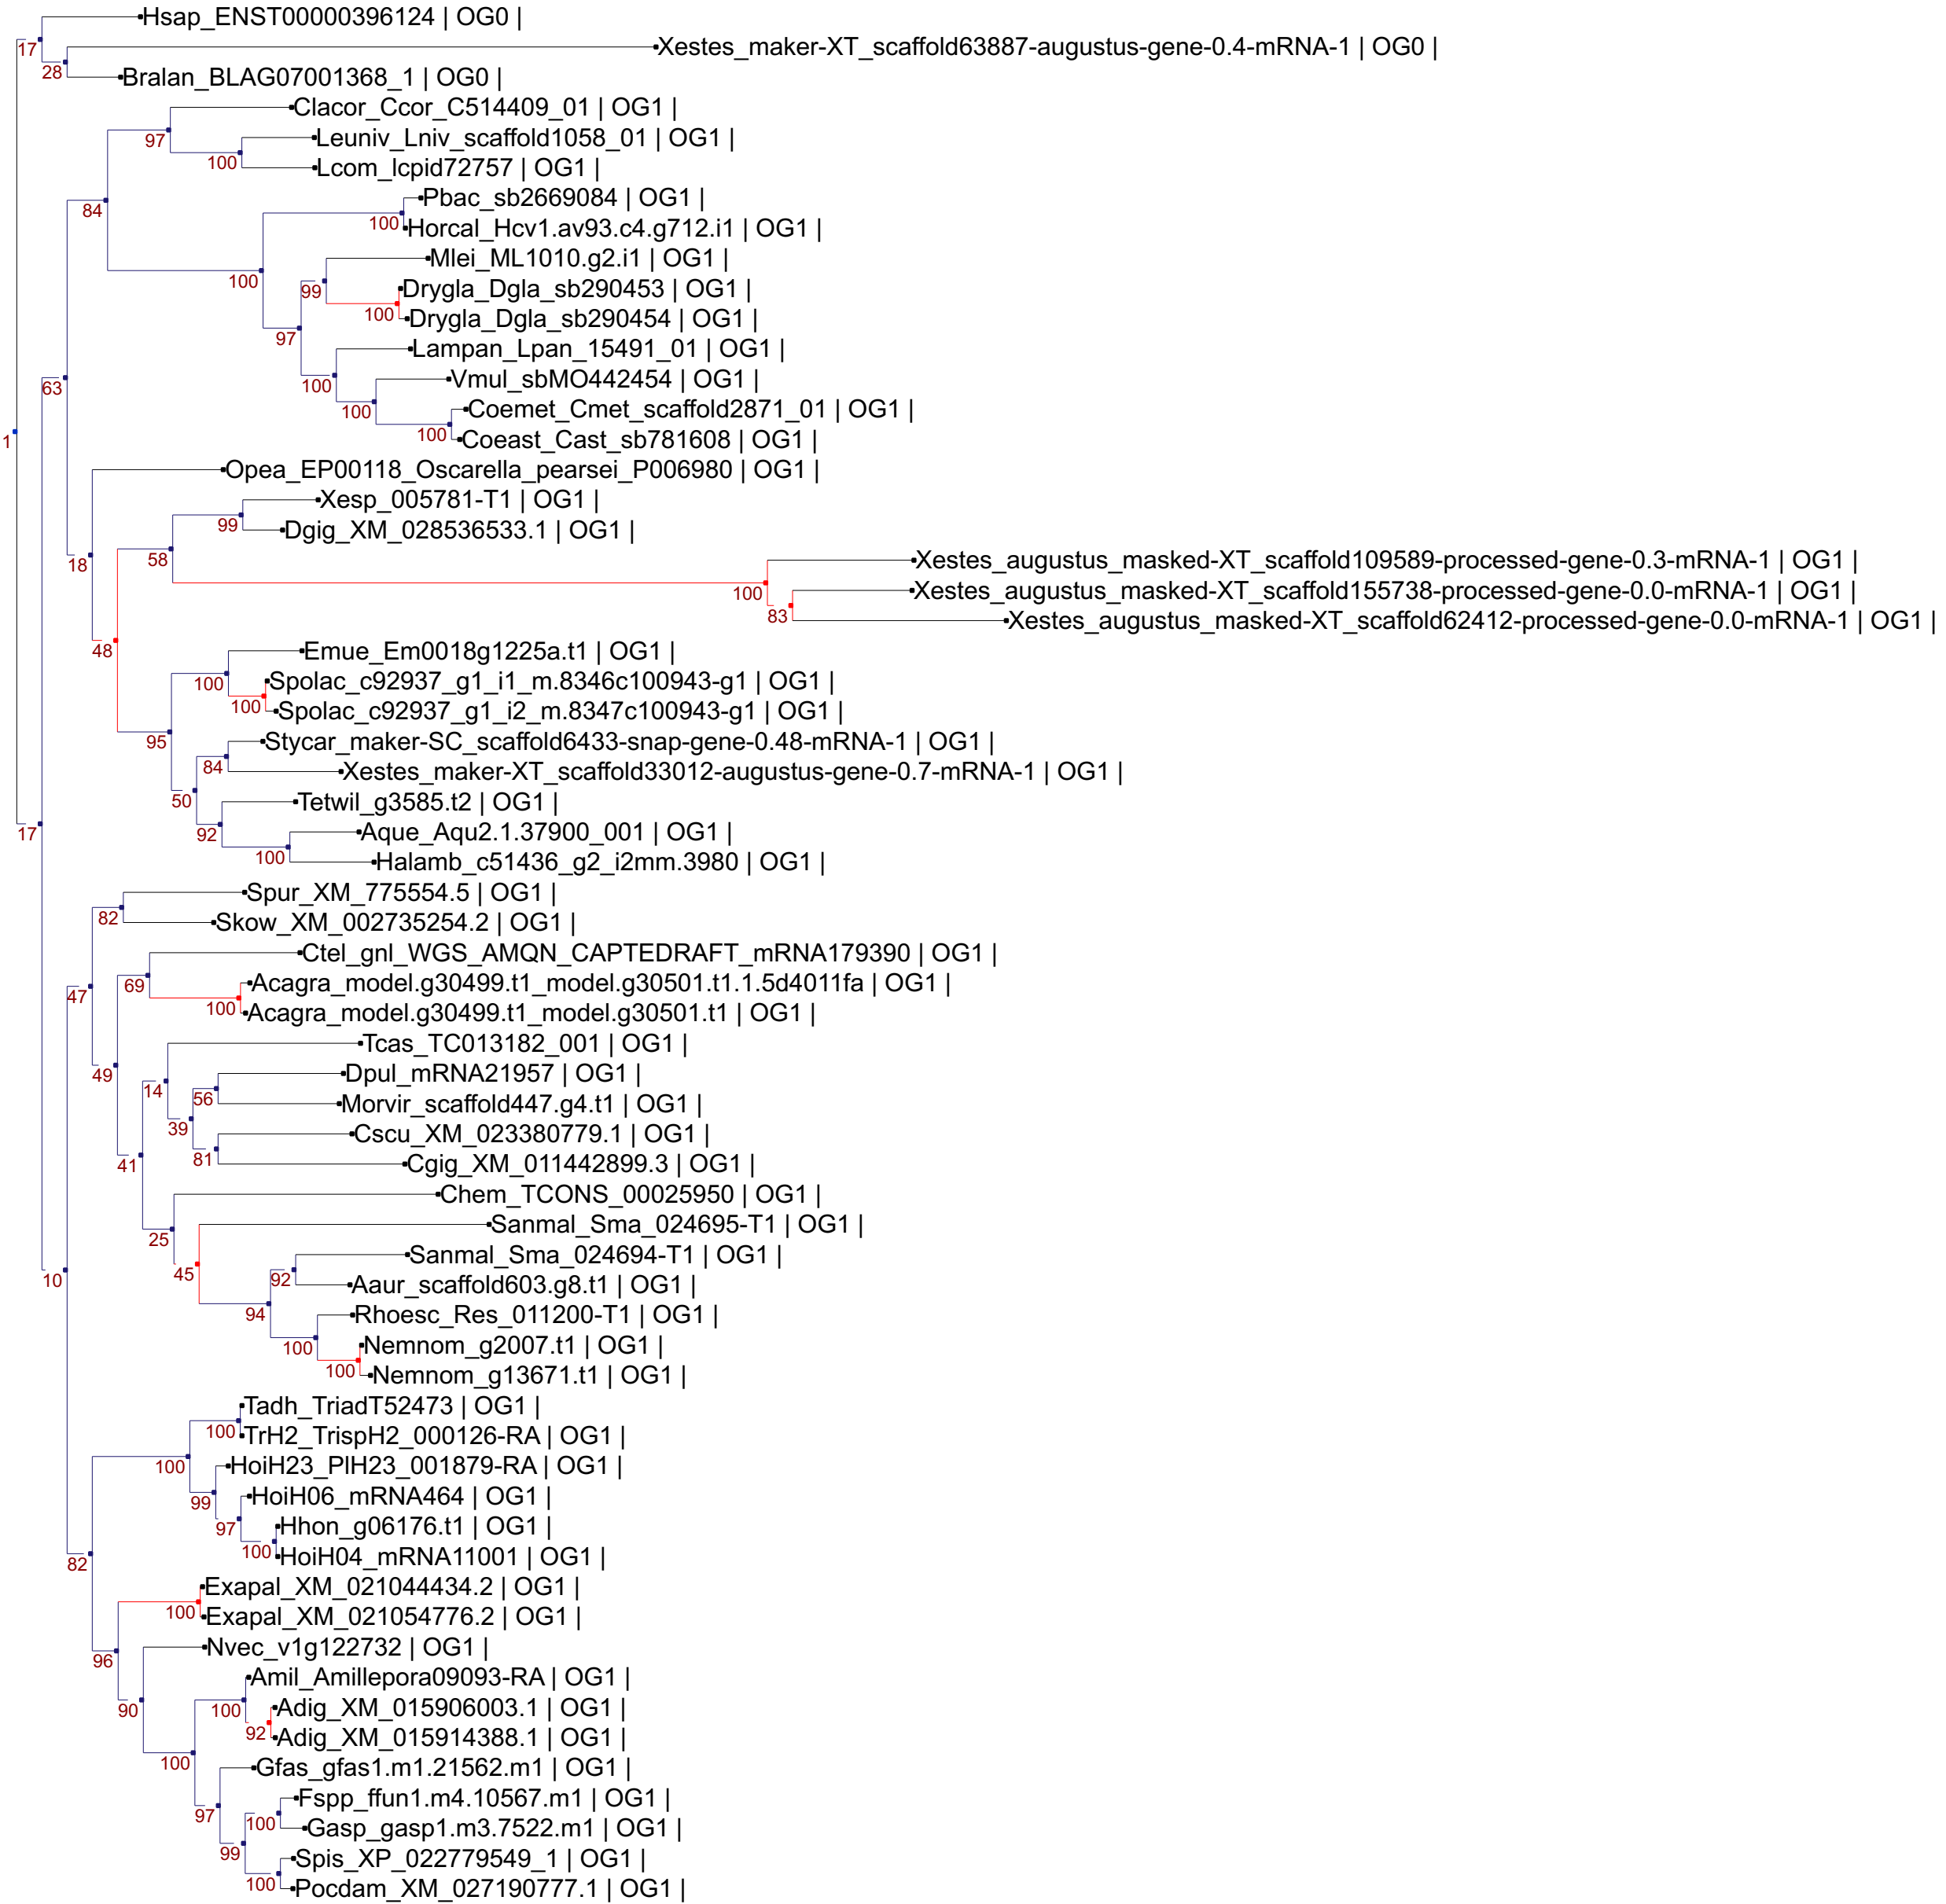 Hsap_ENST00000396124 | OG0 |
17
Xestes_maker-XT_scaffold63887-augustus-gene-0.4-mRNA-1 | OG0 |
28
Bralan_BLAG07001368_1 | OG0 |
Clacor_Ccor_C514409_01 | OG1 |
97
Leuniv_Lniv_scaffold1058_01 | OG1 |
100
Lcom_lcpid72757 | OG1 |
84
Pbac_sb2669084 | OG1 |
100
Horcal_Hcv1.av93.c4.g712.i1 | OG1 |
100
Mlei_ML1010.g2.i1 | OG1 |
99
Drygla_Dgla_sb290453 | OG1 |
100
Drygla_Dgla_sb290454 | OG1 |
97
Lampan_Lpan_15491_01 | OG1 |
100
Vmul_sbMO442454 | OG1 |
63
100
Coemet_Cmet_scaffold2871_01 | OG1 |
100
Coeast_Cast_sb781608 | OG1 |
1
Opea_EP00118_Oscarella_pearsei_P006980 | OG1 |
Xesp_005781-T1 | OG1 |
99
Dgig_XM_028536533.1 | OG1 |
58
18
Xestes_augustus_masked-XT_scaffold109589-processed-gene-0.3-mRNA-1 | OG1 |
100
Xestes_augustus_masked-XT_scaffold155738-processed-gene-0.0-mRNA-1 | OG1 |
83
Xestes_augustus_masked-XT_scaffold62412-processed-gene-0.0-mRNA-1 | OG1 |
48
Emue_Em0018g1225a.t1 | OG1 |
100
Spolac_c92937_g1_i1_m.8346c100943-g1 | OG1 |
100
Spolac_c92937_g1_i2_m.8347c100943-g1 | OG1 |
95
Stycar_maker-SC_scaffold6433-snap-gene-0.48-mRNA-1 | OG1 |
84
Xestes_maker-XT_scaffold33012-augustus-gene-0.7-mRNA-1 | OG1 |
50
Tetwil_g3585.t2 | OG1 |
17
92
Aque_Aqu2.1.37900_001 | OG1 |
100
Halamb_c51436_g2_i2mm.3980 | OG1 |
Spur_XM_775554.5 | OG1 |
82
Skow_XM_002735254.2 | OG1 |
Ctel_gnl_WGS_AMQN_CAPTEDRAFT_mRNA179390 | OG1 |
69
47
Acagra_model.g30499.t1_model.g30501.t1.1.5d4011fa | OG1 |
100
Acagra_model.g30499.t1_model.g30501.t1 | OG1 |
Tcas_TC013182_001 | OG1 |
49
Dpul_mRNA21957 | OG1 |
14
56
Morvir_scaffold447.g4.t1 | OG1 |
39
Cscu_XM_023380779.1 | OG1 |
81
41
Cgig_XM_011442899.3 | OG1 |
Chem_TCONS_00025950 | OG1 |
Sanmal_Sma_024695-T1 | OG1 |
25
Sanmal_Sma_024694-T1 | OG1 |
10
45
92
Aaur_scaffold603.g8.t1 | OG1 |
94
Rhoesc_Res_011200-T1 | OG1 |
100
Nemnom_g2007.t1 | OG1 |
100
Nemnom_g13671.t1 | OG1 |
Tadh_TriadT52473 | OG1 |
100
TrH2_TrispH2_000126-RA | OG1 |
100
HoiH23_PlH23_001879-RA | OG1 |
99
HoiH06_mRNA464 | OG1 |
97
Hhon_g06176.t1 | OG1 |
100
HoiH04_mRNA11001 | OG1 |
82
Exapal_XM_021044434.2 | OG1 |
100
Exapal_XM_021054776.2 | OG1 |
Nvec_v1g122732 | OG1 |
96
Amil_Amillepora09093-RA | OG1 |
90
100
Adig_XM_015906003.1 | OG1 |
92
Adig_XM_015914388.1 | OG1 |
100
Gfas_gfas1.m1.21562.m1 | OG1 |
Fspp_ffun1.m4.10567.m1 | OG1 |
97
100
Gasp_gasp1.m3.7522.m1 | OG1 |
99
Spis_XP_022779549_1 | OG1 |
100
Pocdam_XM_027190777.1 | OG1 |